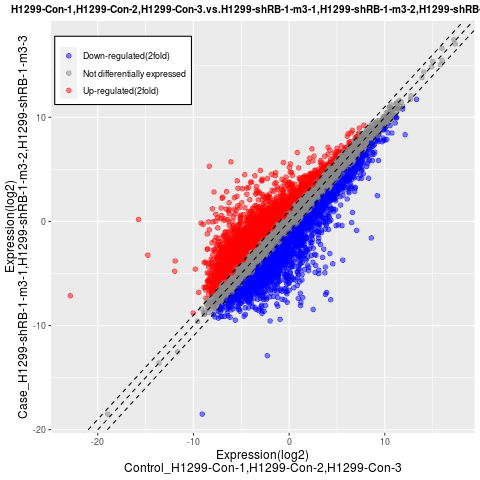 H1299-Con-1,H1299-Con-2,H1299-Con-3.vs.H1299-shRB-1-m3-1,H1299-shRB-1-m3-2,H1299-shRB-
Down-regulated(2fold)
Not differentially expressed
Up-regulated(2fold)
10
0
-10
-20
Expression(log2)
Case_H1299-shRB-1-m3-1,H1299-shRB-1-m3-2,H1299-shRB-1-m3-3
-20
-10
0
10
Expression(log2)
Control_H1299-Con-1,H1299-Con-2,H1299-Con-3